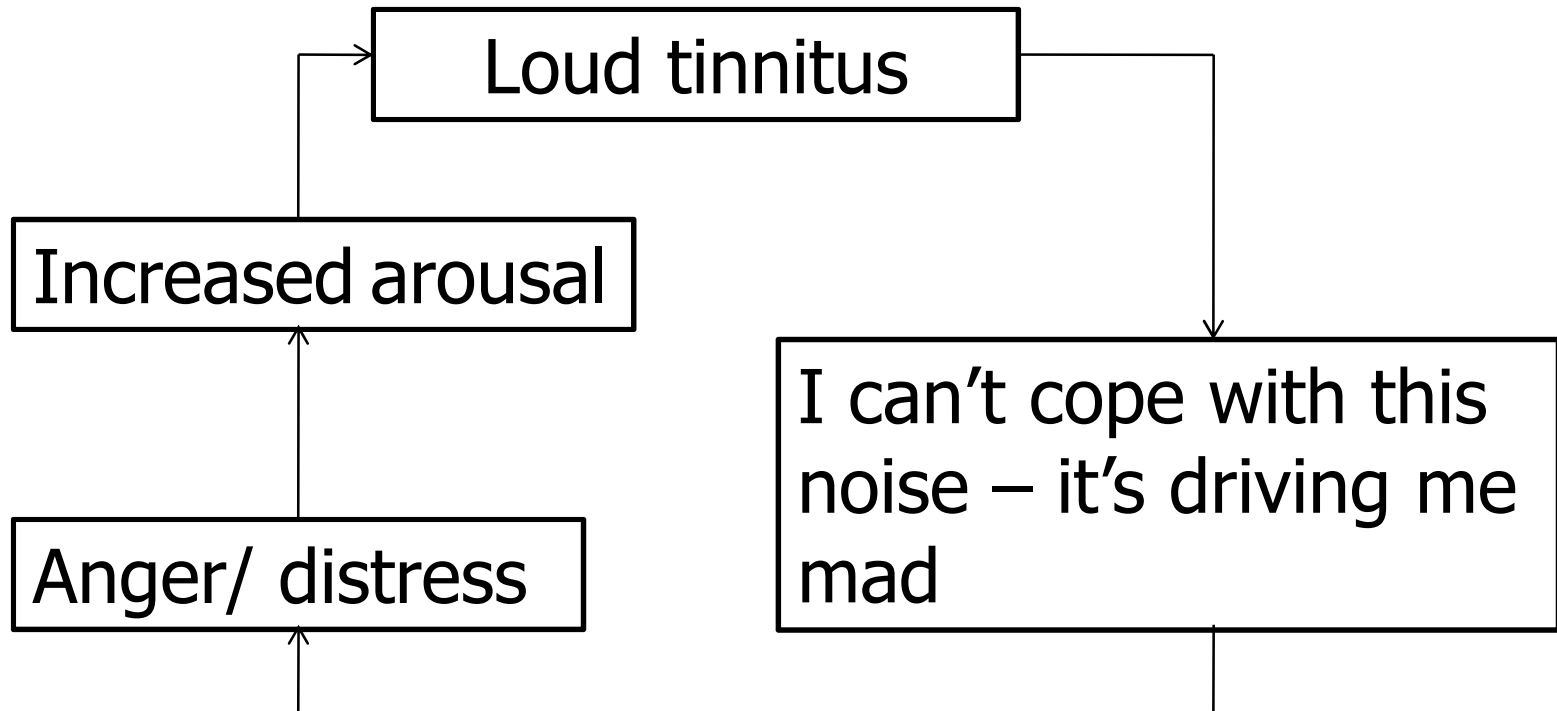 Loud tinnitus
Increased arousal
I can’t cope with this
noise – it’s driving me
mad
Anger/ distress